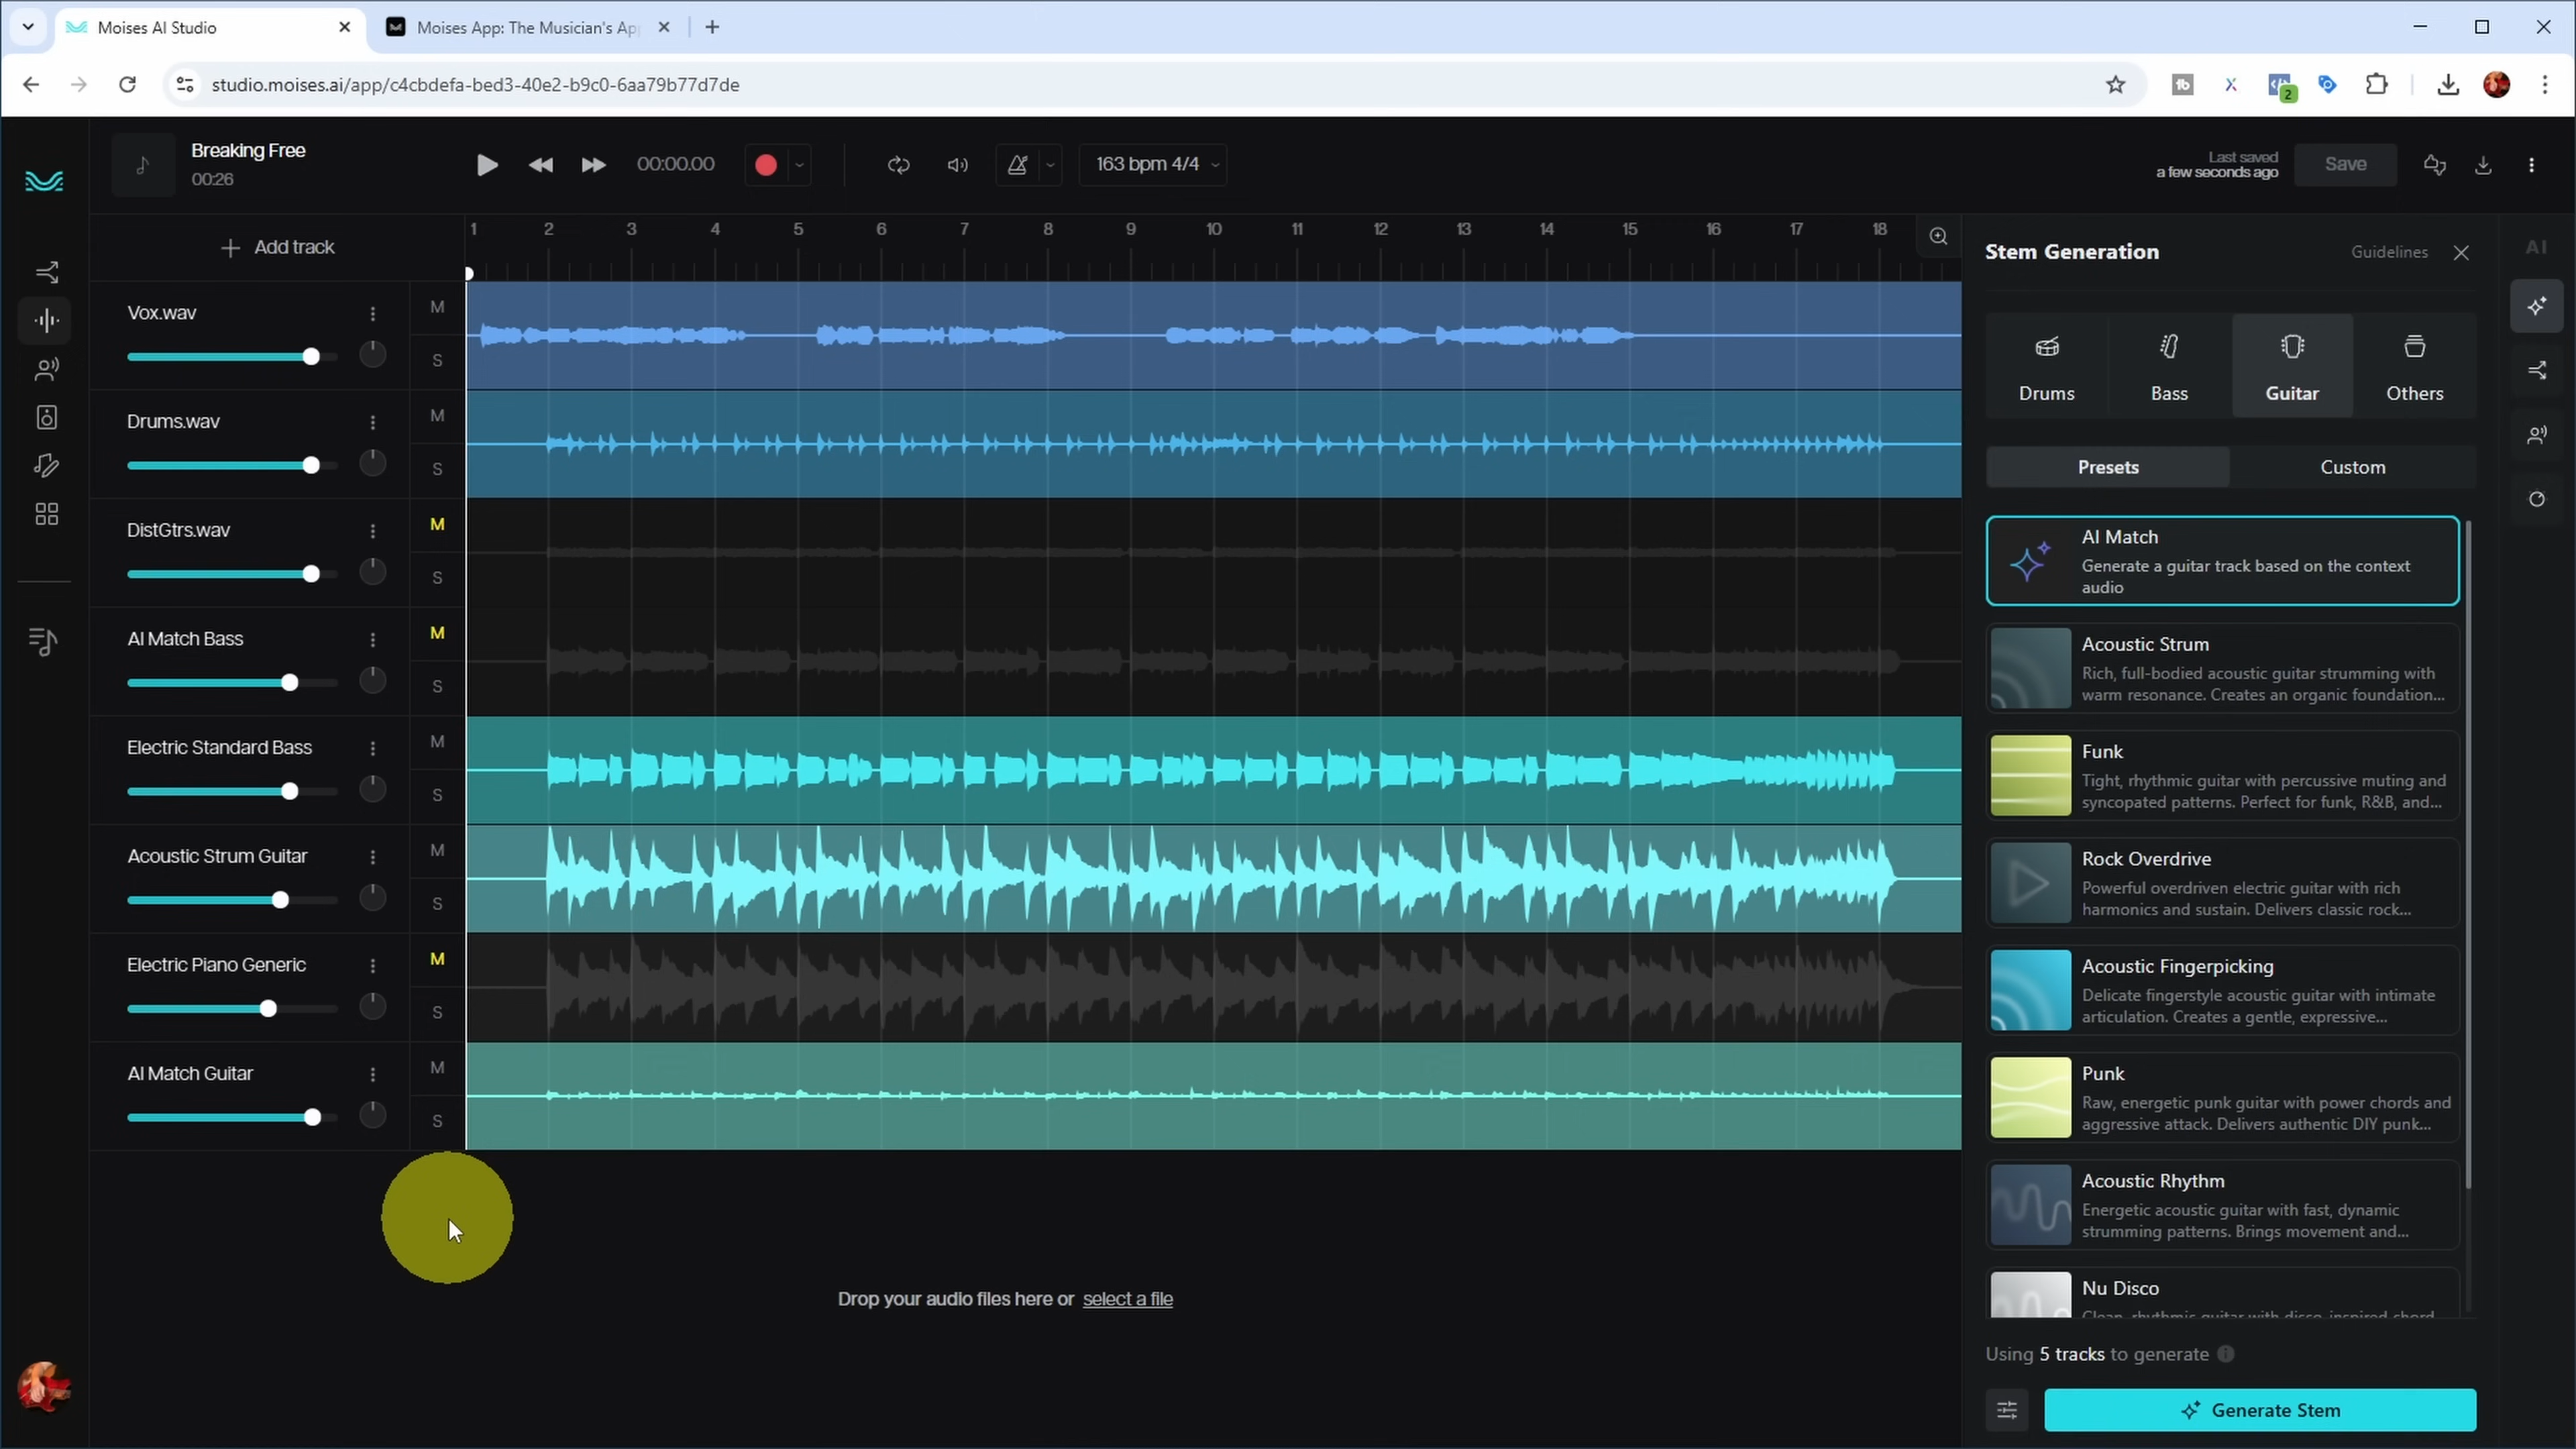 Moises AI Studio
Moises App: The Musician's Ap
studio.moises.ai/app/c4cbdefa-bed3-40e2-b9c0-6aa79b77d7de
2
Breaking Free
00:26
00:00.00
163 bpm 4/4
Last saved
a few seconds ago
Save
Add track
1 2 3 4 5 6 7 8 9 10 11 12 13 14 15 16 17 18
Vox.wav
M
S
Drums.wav
M
S
DistGtrs.wav
M
S
AI Match Bass
M
S
Electric Standard Bass
M
S
Acoustic Strum Guitar
M
S
Electric Piano Generic
M
S
AI Match Guitar
M
S
Drop your audio files here or select a file
Stem Generation
Guidelines
AI
Drums
Bass
Guitar
Others
Presets
Custom
AI Match
Generate a guitar track based on the context
audio
Acoustic Strum
Rich, full-bodied acoustic guitar strumming with
warm resonance. Creates an organic foundation...
Funk
Tight, rhythmic guitar with percussive muting and
syncopated patterns. Perfect for funk, R&B, and...
Rock Overdrive
Powerful overdriven electric guitar with rich
harmonics and sustain. Delivers classic rock...
Acoustic Fingerpicking
Delicate fingerstyle acoustic guitar with intimate
articulation. Creates a gentle, expressive...
Punk
Raw, energetic punk guitar with power chords and
aggressive attack. Delivers authentic DIY punk...
Acoustic Rhythm
Energetic acoustic guitar with fast, dynamic
strumming patterns. Brings movement and...
Nu Disco
Clean, rhythmic guitar with disco-inspired chord
Using 5 tracks to generate
Generate Stem